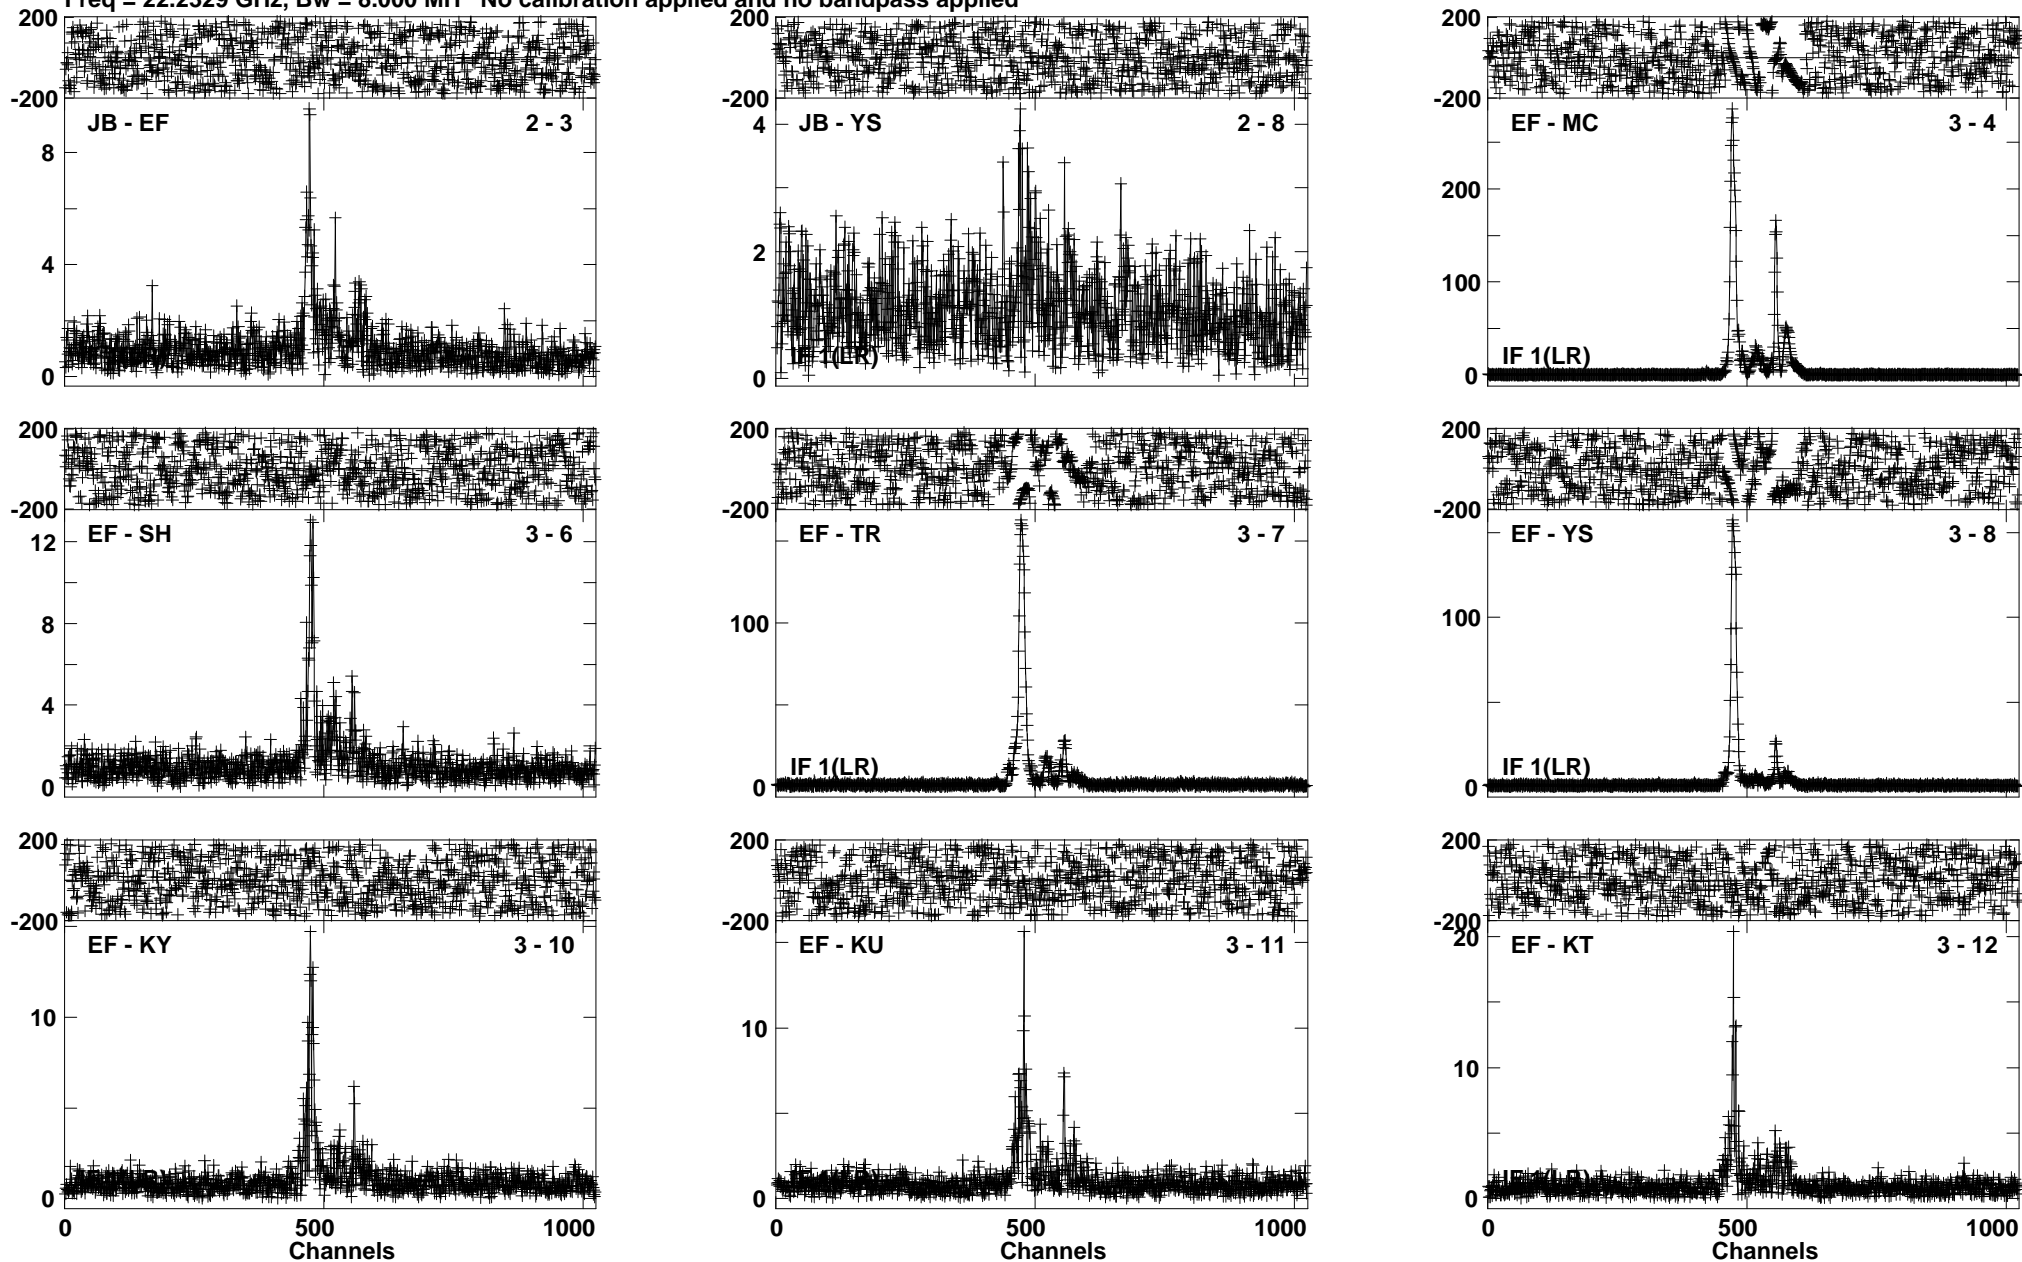 Freq = 22.2329 GHz, Bw = 8.000 MH No calibration applied and no bandpass applied
200 200 200
-200 -200 -200
JB - EF 2 - 3 JB - YS 2 - 8 EF - MC 3 - 4
8 4 200
4 2 100
IF 1(LR) IF 1(LR)
0 0 0
200 200 200
-200 -200 -200
EF - SH 3 - 6 EF - TR 3 - 7 EF - YS 3 - 8
12
8 100 100
4
IF 1(LR) IF 1(LR)
0 0 0
200 200 200
-200 -200 -200
EF - KY 3 - 10 EF - KU 3 - 11 EF - KT 3 - 12
20
10 10 10
IF 1(LR)
0 0 0
0 500 1000 0 500 1000 0 500 1000
Channels Channels Channels